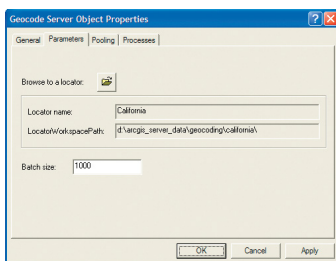 Geocode Server Object Properties
General Parameters Pooling Processes
Browse to a locator:
Locator name: California
LocatorWorkspacePath: d:\arcgis_server_data\geocoding\california\
Batch size: 1000
OK Cancel Apply